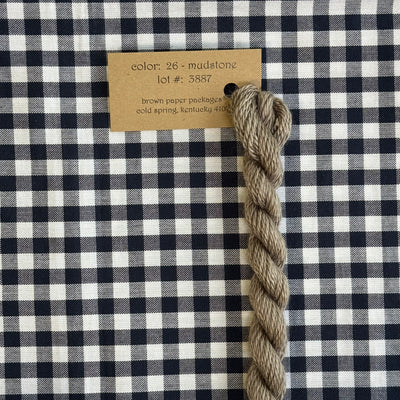 color: 26 - mudstone
lot #: 3887
brown paper packages
cold spring, kentucky